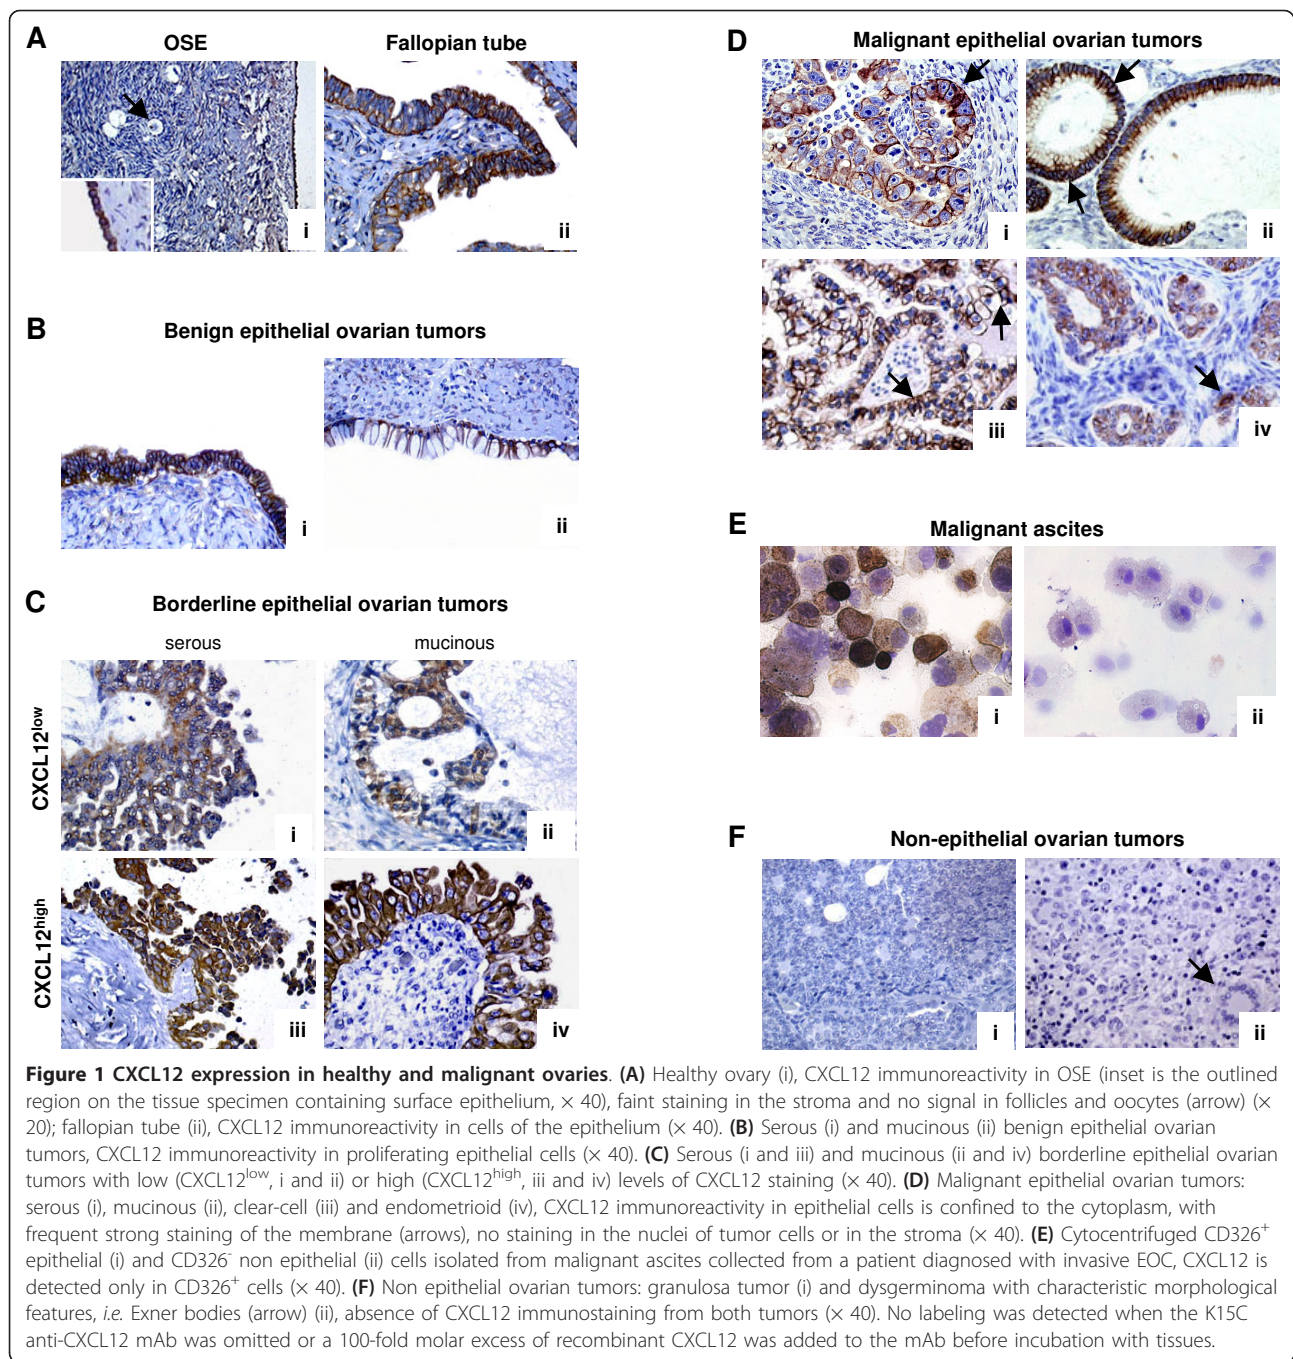 A
OSE
Fallopian tube
i
ii
B
Benign epithelial ovarian tumors
i
ii
C
Borderline epithelial ovarian tumors
serous
mucinous
CXCL12low
i
ii
CXCL12high
iii
iv
D
Malignant epithelial ovarian tumors
i
ii
iii
iv
E
Malignant ascites
i
ii
F
Non-epithelial ovarian tumors
i
ii
Figure 1 CXCL12 expression in healthy and malignant ovaries. (A) Healthy ovary (i), CXCL12 immunoreactivity in OSE (inset is the outlined
region on the tissue specimen containing surface epithelium, × 40), faint staining in the stroma and no signal in follicles and oocytes (arrow) (×
20); fallopian tube (ii), CXCL12 immunoreactivity in cells of the epithelium (× 40). (B) Serous (i) and mucinous (ii) benign epithelial ovarian
tumors, CXCL12 immunoreactivity in proliferating epithelial cells (× 40). (C) Serous (i and iii) and mucinous (ii and iv) borderline epithelial ovarian
tumors with low (CXCL12low, i and ii) or high (CXCL12high, iii and iv) levels of CXCL12 staining (× 40). (D) Malignant epithelial ovarian tumors:
serous (i), mucinous (ii), clear-cell (iii) and endometrioid (iv), CXCL12 immunoreactivity in epithelial cells is confined to the cytoplasm, with
frequent strong staining of the membrane (arrows), no staining in the nuclei of tumor cells or in the stroma (× 40). (E) Cytocentrifuged CD326+
epithelial (i) and CD326- non epithelial (ii) cells isolated from malignant ascites collected from a patient diagnosed with invasive EOC, CXCL12 is
detected only in CD326+ cells (× 40). (F) Non epithelial ovarian tumors: granulosa tumor (i) and dysgerminoma with characteristic morphological
features, i.e. Exner bodies (arrow) (ii), absence of CXCL12 immunostaining from both tumors (× 40). No labeling was detected when the K15C
anti-CXCL12 mAb was omitted or a 100-fold molar excess of recombinant CXCL12 was added to the mAb before incubation with tissues.